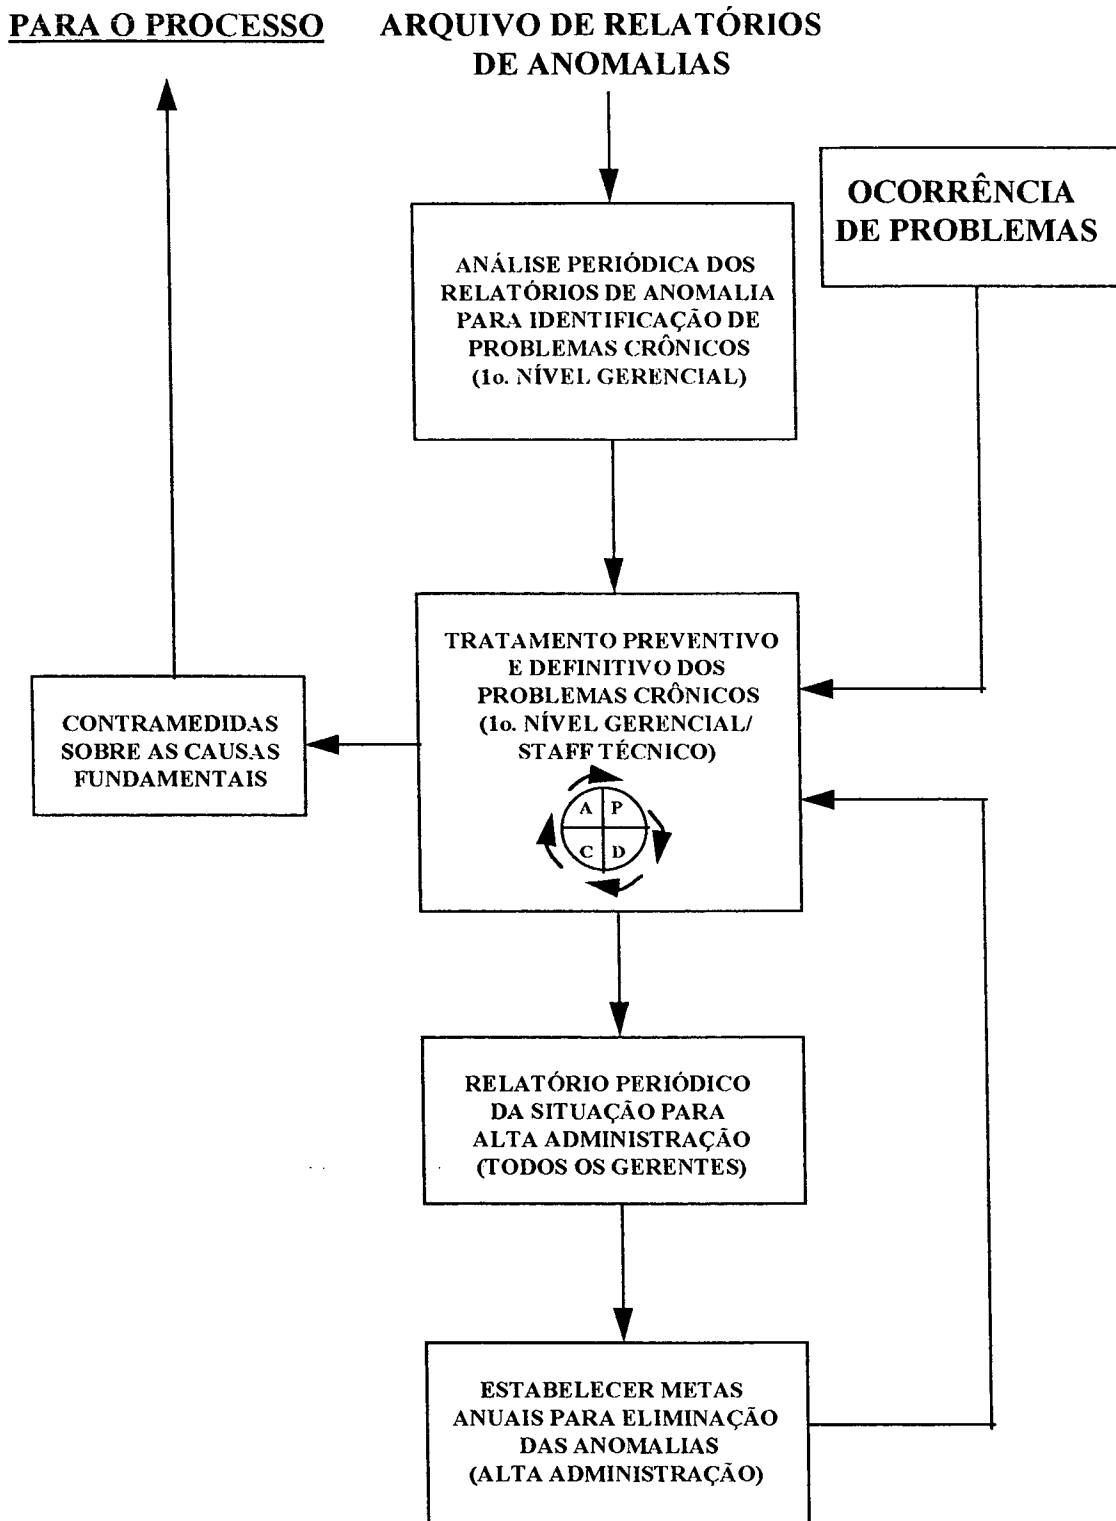 PARA O PROCESSO
ARQUIVO DE RELATÓRIOS
DE ANOMALIAS
OCORRÊNCIA
DE PROBLEMAS
ANÁLISE PERIÓDICA DOS
RELATÓRIOS DE ANOMALIA
PARA IDENTIFICAÇÃO DE
PROBLEMAS CRÔNICOS
(1o. NÍVEL GERENCIAL)
TRATAMENTO PREVENTIVO
E DEFINITIVO DOS
PROBLEMAS CRÔNICOS
(1o. NÍVEL GERENCIAL/
STAFF TÉCNICO)
A P
C D
CONTRAMEDIDAS
SOBRE AS CAUSAS
FUNDAMENTAIS
RELATÓRIO PERIÓDICO
DA SITUAÇÃO PARA
ALTA ADMINISTRAÇÃO
(TODOS OS GERENTES)
ESTABELECER METAS
ANUAIS PARA ELIMINAÇÃO
DAS ANOMALIAS
(ALTA ADMINISTRAÇÃO)